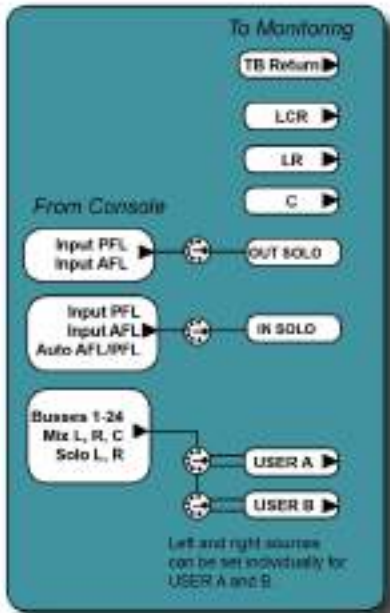 To Monitoring
TB Return
LCR
LR
C
From Console
Input PFL
Input AFL
OUT SOLO
Input PFL
Input AFL
Auto AFL/PFL
IN SOLO
Busses 1-24
Mix L, R, C
Solo L, R
USER A
USER B
Left and right sources
can be set individually for
USER A and B